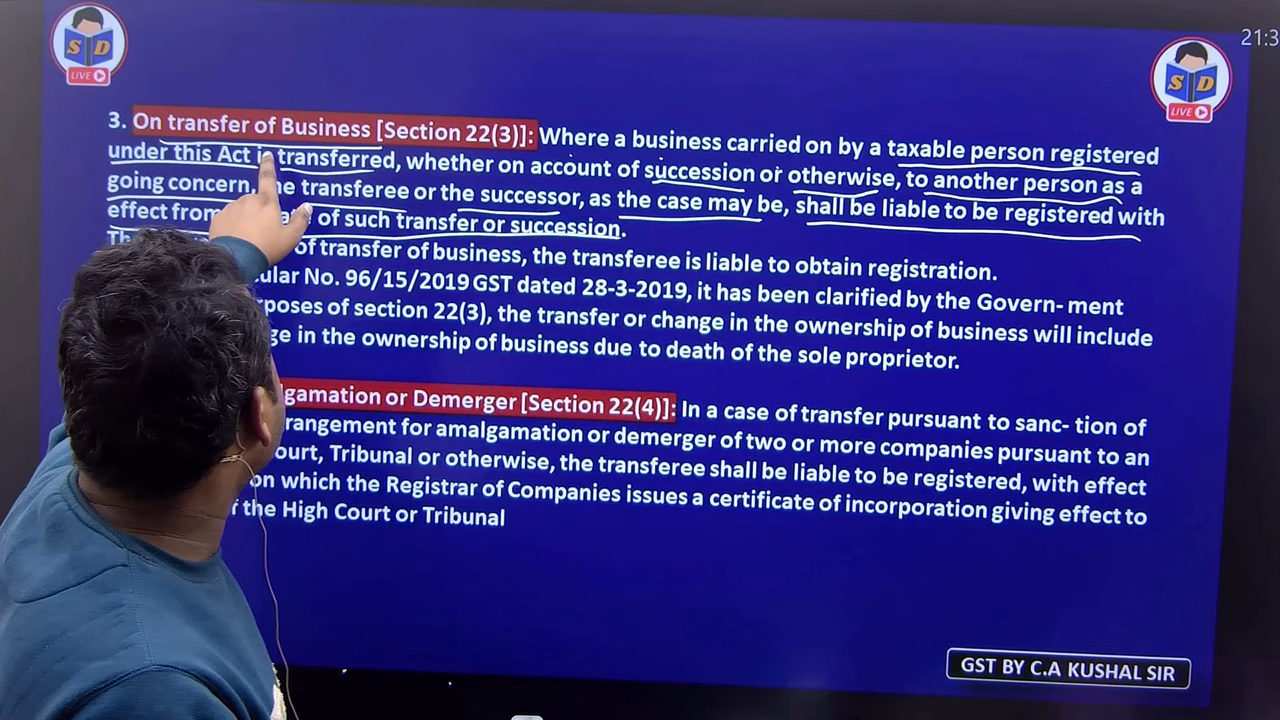 S D
LIVE
21:3
S D
LIVE
3. On transfer of Business [Section 22(3)]: Where a business carried on by a taxable person registered
under this Act is transferred, whether on account of succession or otherwise, to another person as a
going concern, the transferee or the successor, as the case may be, shall be liable to be registered with
effect from of such transfer or succession.
of transfer of business, the transferee is liable to obtain registration.
No. 96/15/2019 GST dated 28-3-2019, it has been clarified by the Govern- ment
of section 22(3), the transfer or change in the ownership of business will include
in the ownership of business due to death of the sole proprietor.
or Demerger [Section 22(4)]: In a case of transfer pursuant to sanc- tion of
for amalgamation or demerger of two or more companies pursuant to an
Tribunal or otherwise, the transferee shall be liable to be registered, with effect
on which the Registrar of Companies issues a certificate of incorporation giving effect to
the High Court or Tribunal
GST BY C.A KUSHAL SIR